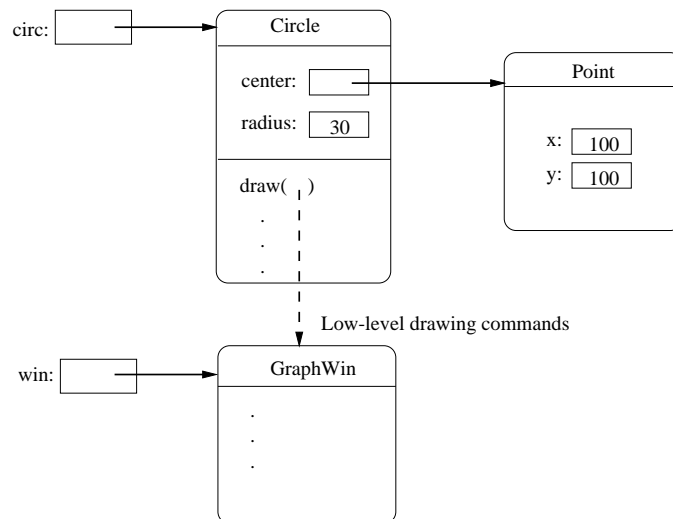 circ:
Circle
center:
radius: 30
draw( )
.
.
.
Point
x: 100
y: 100
Low-level drawing commands
win:
GraphWin
.
.
.